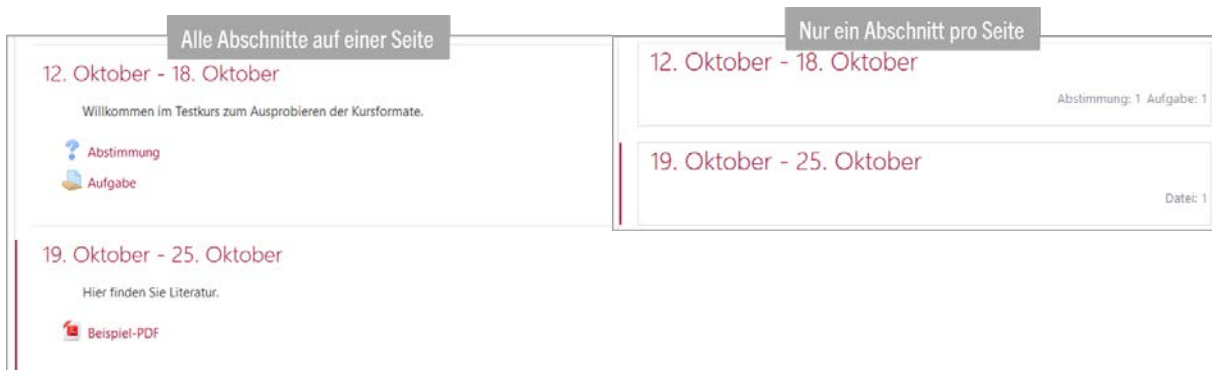 Alle Abschnitte auf einer Seite
12. Oktober - 18. Oktober
Willkommen im Testkurs zum Ausprobieren der Kursformate.
Abstimmung
Aufgabe
19. Oktober - 25. Oktober
Hier finden Sie Literatur.
Beispiel-PDF
Nur ein Abschnitt pro Seite
12. Oktober - 18. Oktober
Abstimmung: 1 Aufgabe: 1
19. Oktober - 25. Oktober
Datei: 1